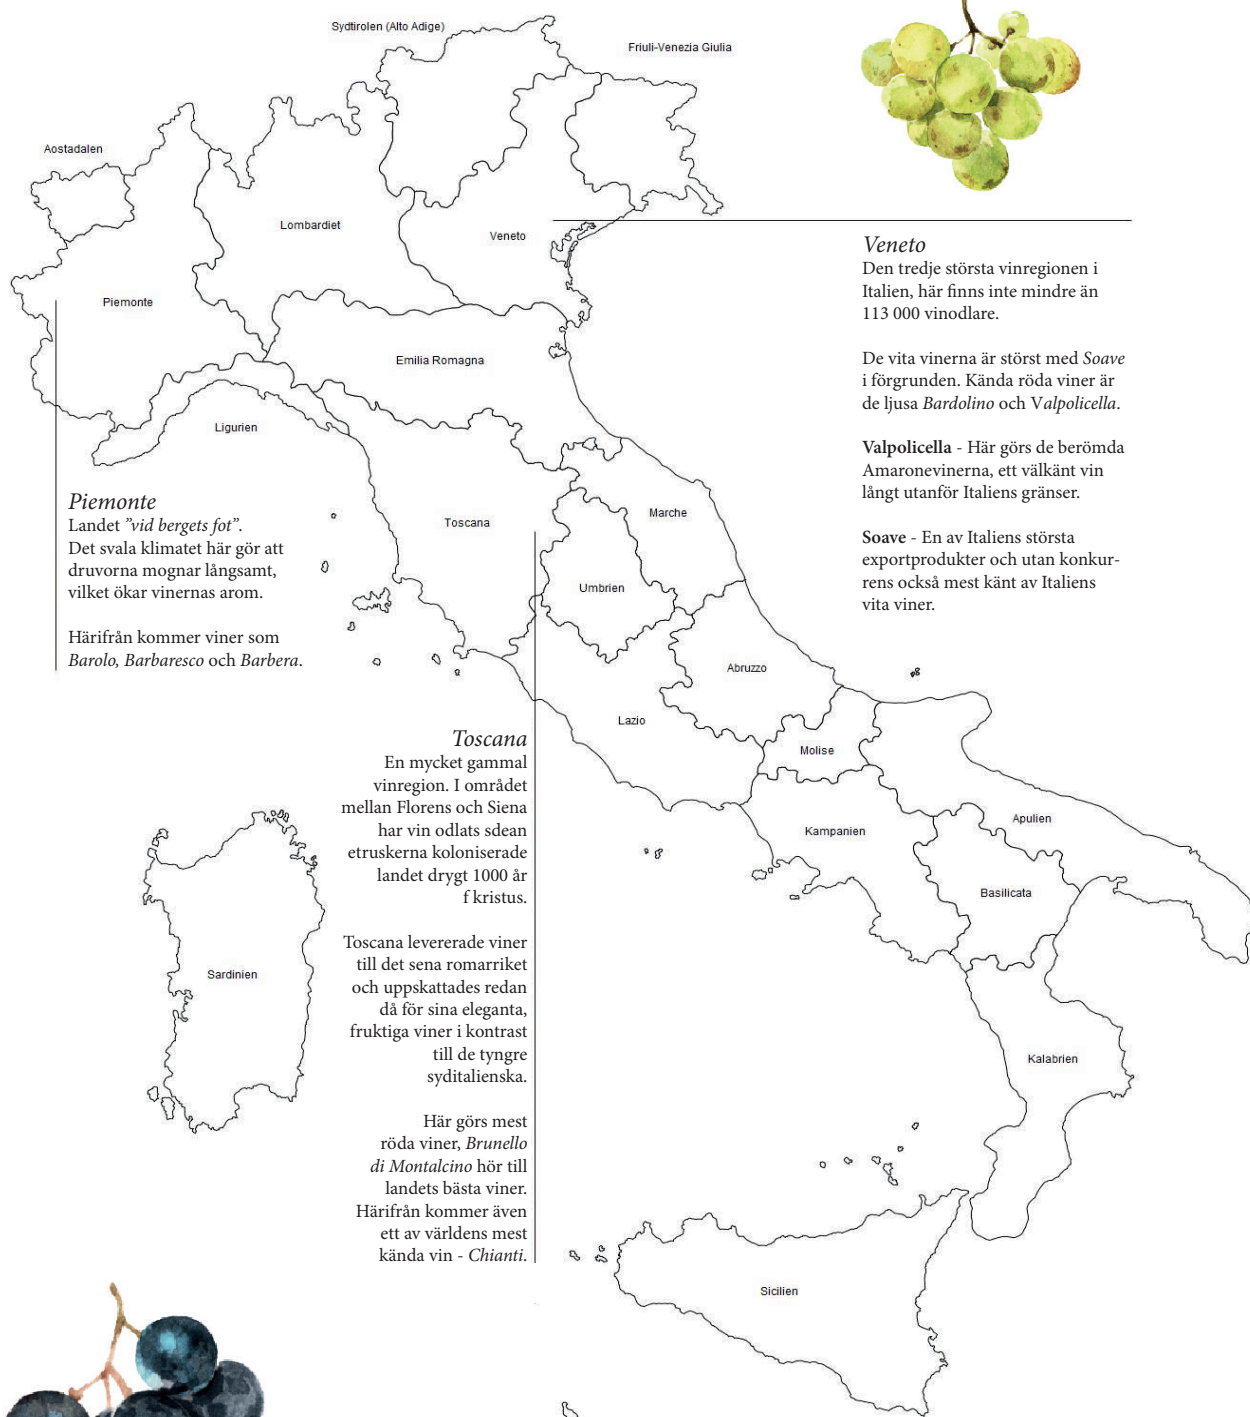 Sydtirolen (Alto Adige)
Friuli-Venezia Giulia
Aostadalen
Lombardiet
Veneto
Piemonte
Emilia Romagna
Ligurien
Toscana
Marche
Umbrien
Abruzzo
Lazio
Molise
Kampanien
Apulien
Basilicata
Sardinien
Kalabrien
Sicilien
Veneto
Den tredje största vinregionen i
Italien, här finns inte mindre än
113 000 vinodlare.
De vita vinerna är störst med Soave
i förgrunden. Kända röda viner är
de ljusa Bardolino och Valpolicella.
Valpolicella - Här görs de berömda
Amaronevinerna, ett välkänt vin
långt utanför Italiens gränser.
Soave - En av Italiens största
exportprodukter och utan konkur-
rens också mest känt av Italiens
vita viner.
Piemonte
Landet ”vid bergets fot”.
Det svala klimatet här gör att
druvorna mognar långsamt,
vilket ökar vinernas arom.
Härifrån kommer viner som
Barolo, Barbaresco och Barbera.
Toscana
En mycket gammal
vinregion. I området
mellan Florens och Siena
har vin odlats sdean
etruskerna koloniserade
landet drygt 1000 år
f kristus.
Toscana levererade viner
till det sena romarriket
och uppskattades redan
då för sina eleganta,
fruktiga viner i kontrast
till de tyngre
syditalienska.
Här görs mest
röda viner, Brunello
di Montalcino hör till
landets bästa viner.
Härifrån kommer även
ett av världens mest
kända vin - Chianti.